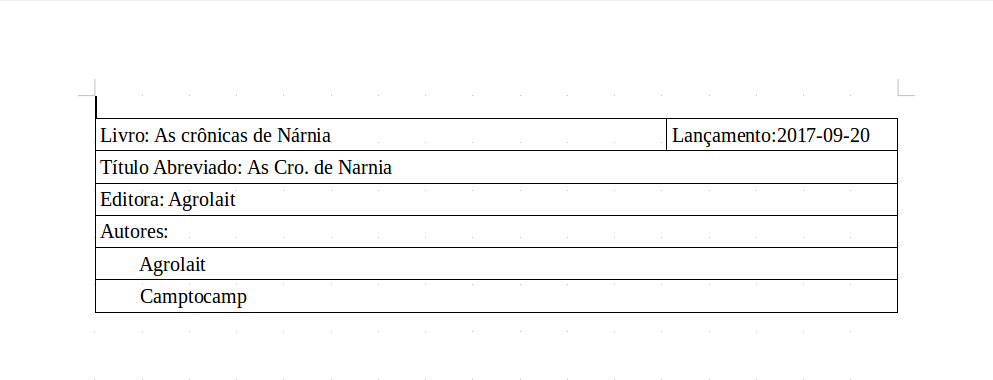 Livro: As crônicas de Nárnia Lançamento:2017-09-20
Título Abreviado: As Cro. de Narnia
Editora: Agrolait
Autores:
Agrolait
Camptocamp